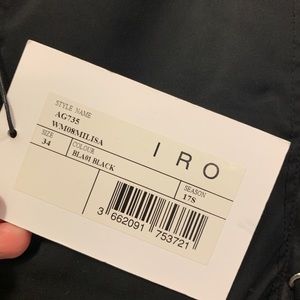 STYLE NAME
AG735
WM08MILISA
IRO
SIZE
34
COLOUR
BLA01 BLACK
SEASON
17S
3 662091 753721